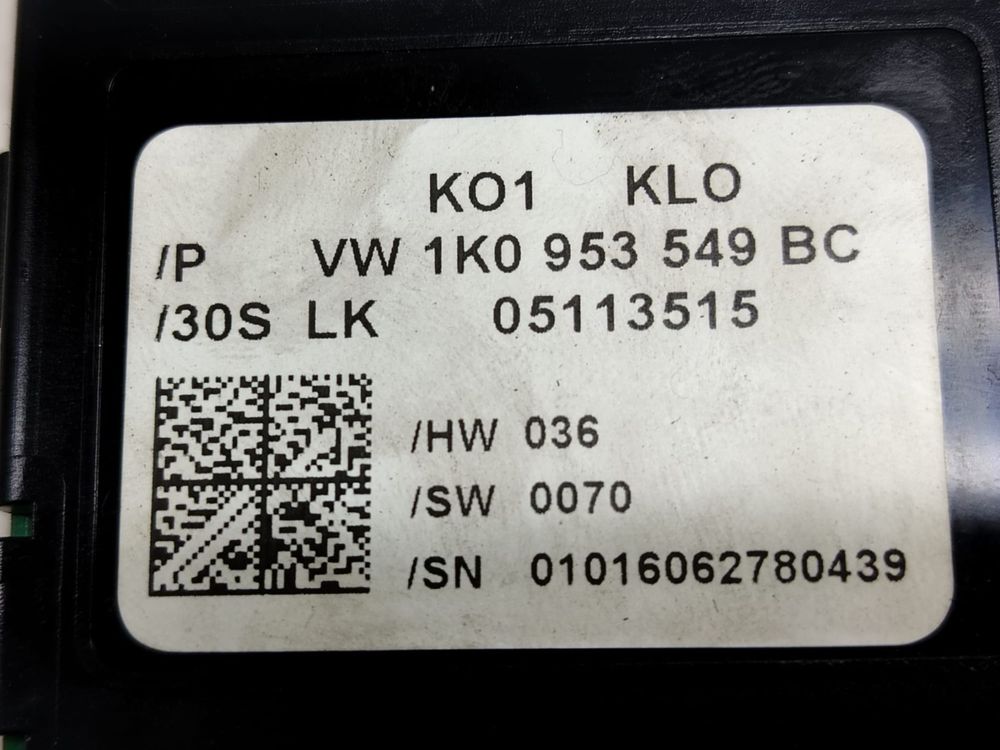 KO1 KLO
/P VW 1K0 953 549 BC
/30S LK 05113515
/HW 036
/SW 0070
/SN 01016062780439